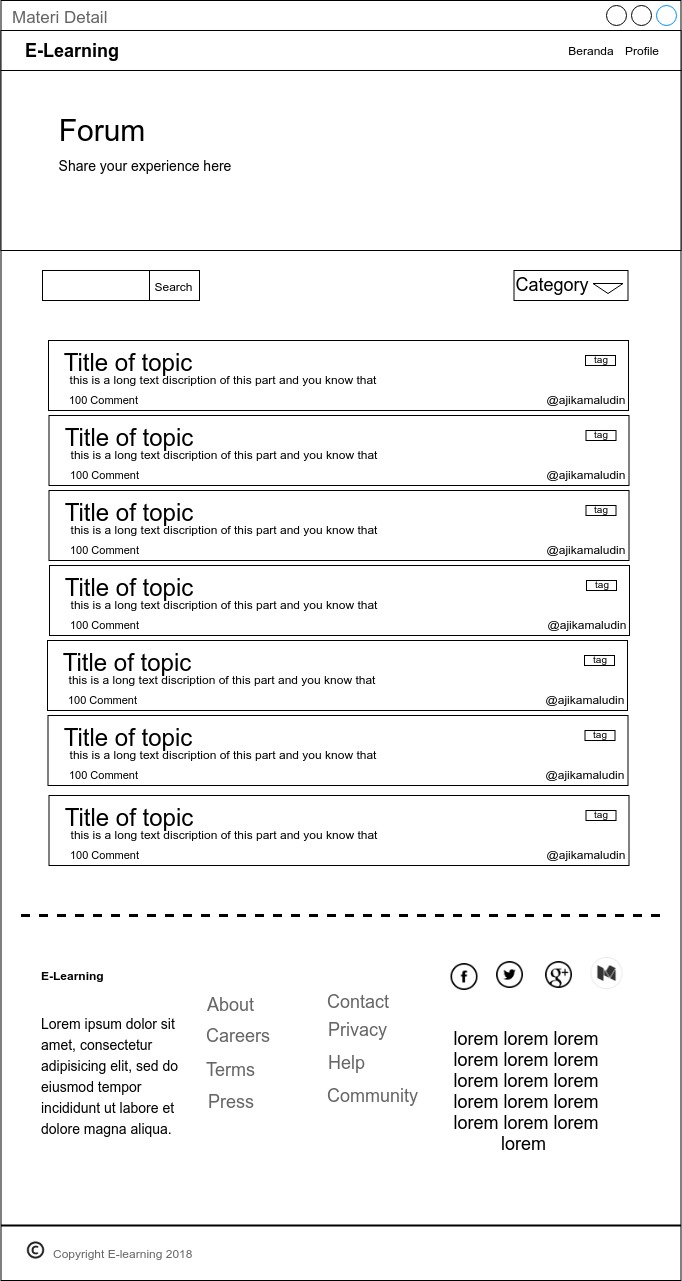 Materi Detail
E-Learning
Beranda Profile
Forum
Share your experience here
Search
Category
Title of topic
tag
this is a long text discription of this part and you know that
100 Comment
@ajikamaludin
Title of topic
tag
this is a long text discription of this part and you know that
100 Comment
@ajikamaludin
Title of topic
tag
this is a long text discription of this part and you know that
100 Comment
@ajikamaludin
Title of topic
tag
this is a long text discription of this part and you know that
100 Comment
@ajikamaludin
Title of topic
tag
this is a long text discription of this part and you know that
100 Comment
@ajikamaludin
Title of topic
tag
this is a long text discription of this part and you know that
100 Comment
@ajikamaludin
Title of topic
tag
this is a long text discription of this part and you know that
100 Comment
@ajikamaludin
E-Learning
Lorem ipsum dolor sit
amet, consectetur
adipisicing elit, sed do
eiusmod tempor
incididunt ut labore et
dolore magna aliqua.
About
Careers
Terms
Press
Contact
Privacy
Help
Community
lorem lorem lorem
lorem lorem lorem
lorem lorem lorem
lorem lorem lorem
lorem lorem lorem
lorem
© Copyright E-learning 2018